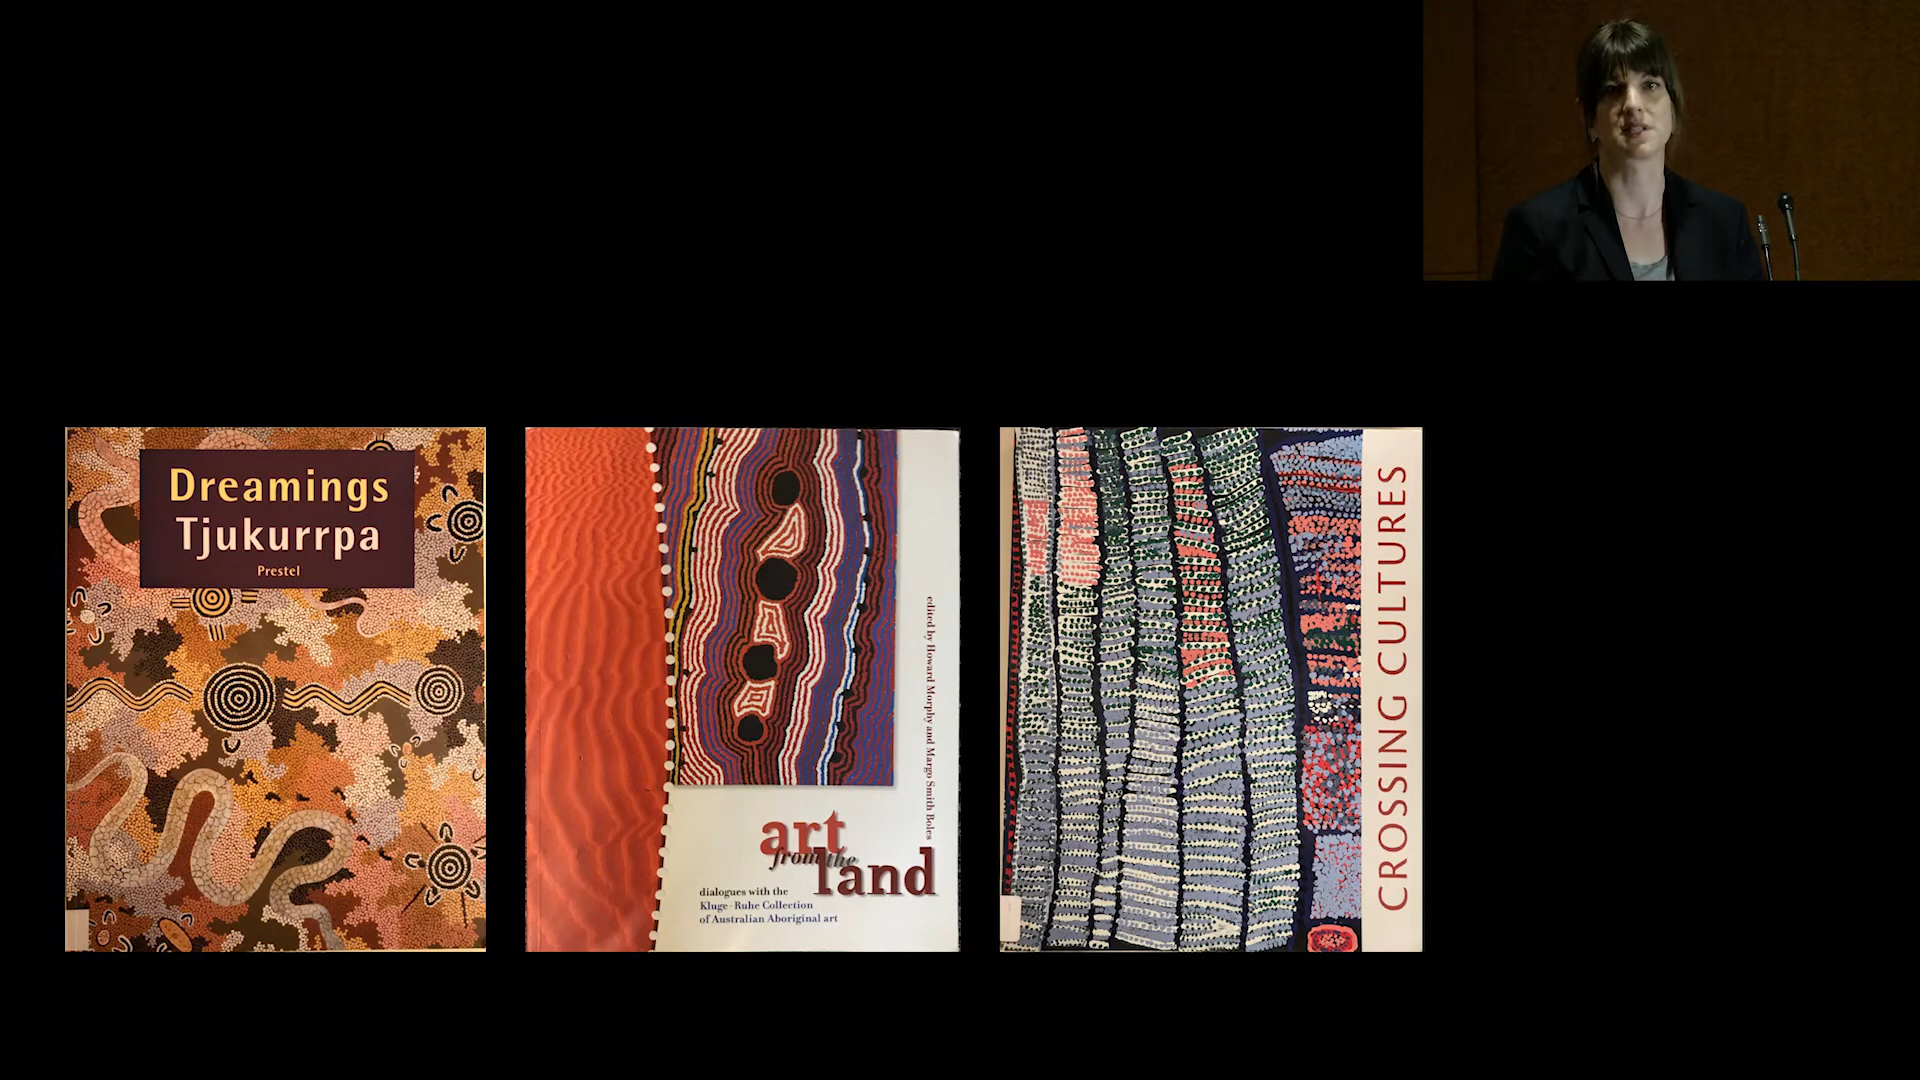 Dreamings
Tjukurrpa
Prestel
edited by Howard Morphy and Margo Smith Boles
art
from the
land
dialogues with the
Kluge-Ruhe Collection
of Australian Aboriginal art
CROSSING CULTURES